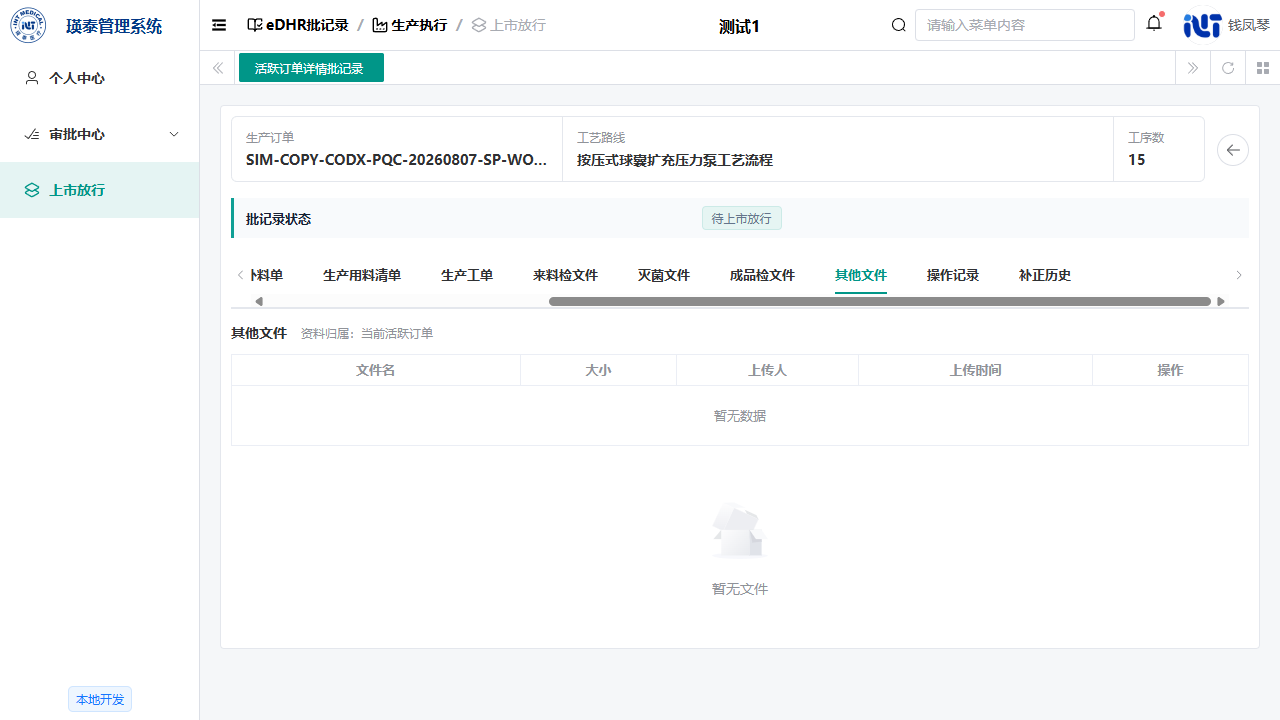 瑛泰管理系统
eDHR批记录 / 生产执行 / 上市放行
测试1
请输入菜单内容
钱凤琴
个人中心
审批中心
上市放行
本地开发
活跃订单详情批记录
生产订单
SIM-COPY-CODX-PQC-20260807-SP-WO...
工艺路线
按压式球囊扩充压力泵工艺流程
工序数
15
批记录状态
待上市放行
料单 生产用料清单 生产工单 来料检文件 灭菌文件 成品检文件 其他文件 操作记录 补正历史
其他文件 资料归属：当前活跃订单
文件名 大小 上传人 上传时间 操作
暂无数据
暂无文件